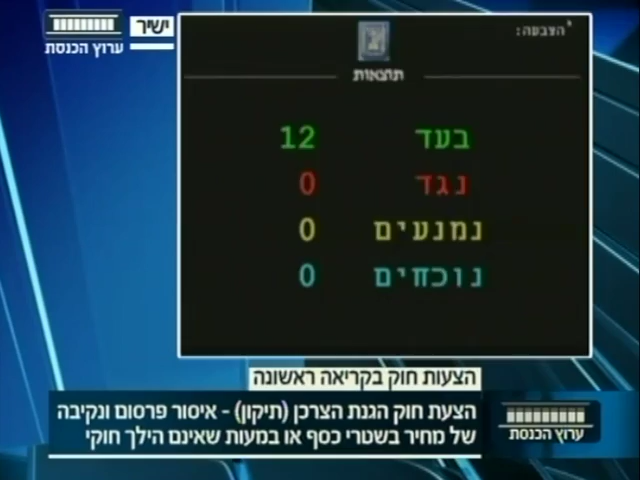 ישיר
ערוץ הכנסת
הצבעה:
תוצאות
בעד 12
נגד 0
נמנעים 0
נוכחים 0
הצעות חוק בקריאה ראשונה
הצעת חוק הגנת הצרכן (תיקון) - איסור פרסום ונקיבה
של מחיר בשטרי כסף או במעות שאינם הילך חוקי
ערוץ הכנסת